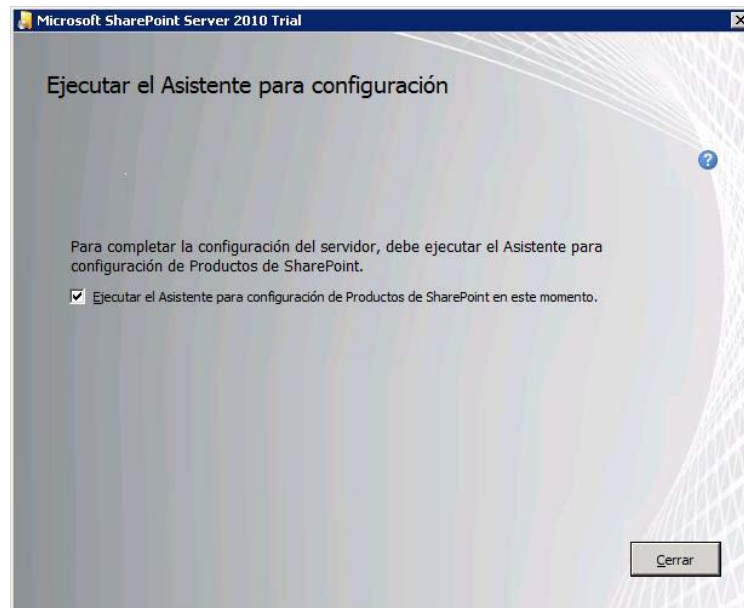 Microsoft SharePoint Server 2010 Trial
Ejecutar el Asistente para configuración
?
Para completar la configuración del servidor, debe ejecutar el Asistente para
configuración de Productos de SharePoint.
Ejecutar el Asistente para configuración de Productos de SharePoint en este momento.
Cerrar